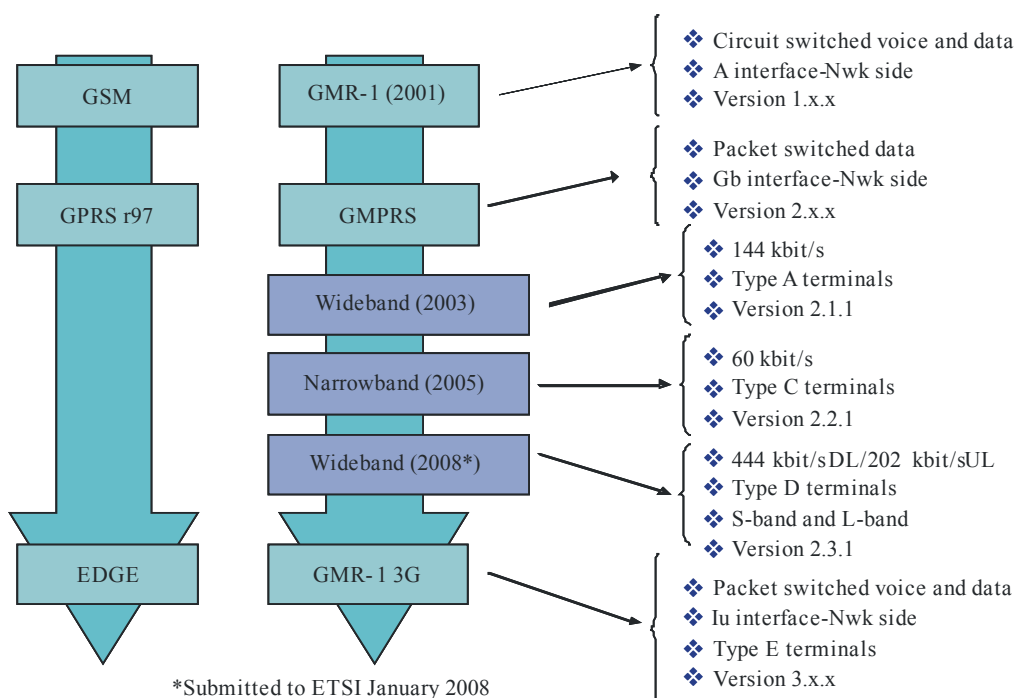 GSM
GPRS r97
EDGE
GMR-1 (2001)
GMPRS
Wideband (2003)
Narrowband (2005)
Wideband (2008*)
GMR-1 3G
Circuit switched voice and data
A interface-Nwk side
Version 1.x.x
Packet switched data
Gb interface-Nwk side
Version 2.x.x
144 kbit/s
Type A terminals
Version 2.1.1
60 kbit/s
Type C terminals
Version 2.2.1
444 kbit/sDL/202 kbit/sUL
Type D terminals
S-band and L-band
Version 2.3.1
Packet switched voice and data
Iu interface-Nwk side
Type E terminals
Version 3.x.x
*Submitted to ETSI January 2008